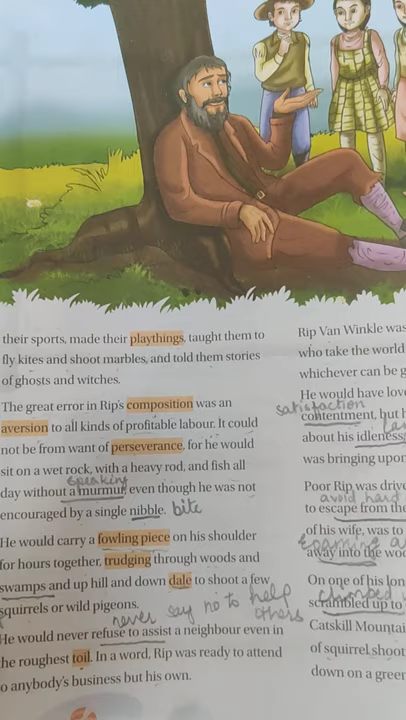 their sports, made their playthings, taught them to
fly kites and shoot marbles, and told them stories
of ghosts and witches.
The great error in Rip's composition was an
aversion to all kinds of profitable labour. It could
not be from want of perseverance, for he would
sit on a wet rock, with a heavy rod, and fish all
speaking
day without a murmur, even though he was not
encouraged by a single nibble. bite
He would carry a fowling piece on his shoulder
for hours together, trudging through woods and
swamps and up hill and down dale to shoot a few
squirrels or wild pigeons.
never say no to help
others
He would never refuse to assist a neighbour even in
the roughest toil. In a word, Rip was ready to attend
o anybody's business but his own.
Rip Van Winkle was
who take the world
whichever can be g
He would have love
satisfaction
contentment, but h
about his idleness
was bringing upon
Poor Rip was drive
avoid hard
to escape from the
of his wife, was to
away into the woo
On one of his lon
climbed
scrambled up to
Catskill Mountai
of squirrel shoot
down on a green